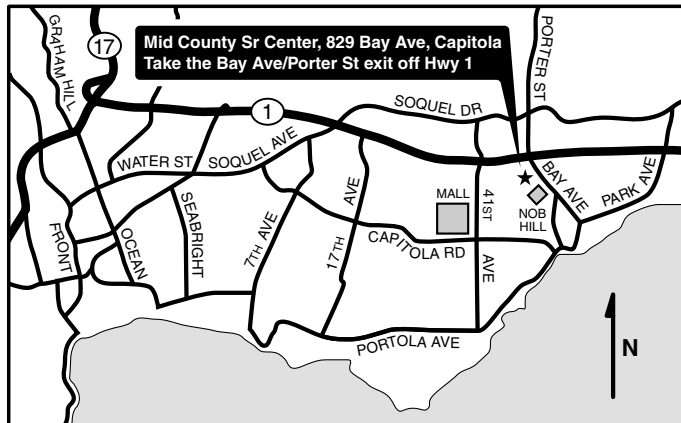 GRAHAM HILL
17
Mid County Sr Center, 829 Bay Ave, Capitola
Take the Bay Ave/Porter St exit off Hwy 1
PORTER ST
1
SOQUEL DR
WATER ST
SOQUEL AVE
FRONT
OCEAN
SEABRIGHT
7TH AVE
17TH AVE
MALL
41ST AVE
CAPITOLA RD
BAY AVE
PARK AVE
NOB
HILL
PORTOLA AVE
N